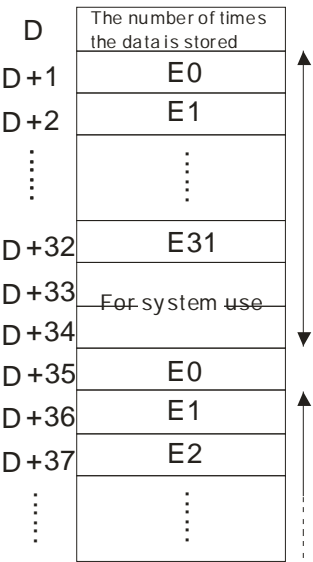 D
The number of times
the data is stored
D+1
E0
D+2
E1
......
......
D+32
E31
D+33
For system use
D+34
D+35
E0
D+36
E1
D+37
E2
......
......